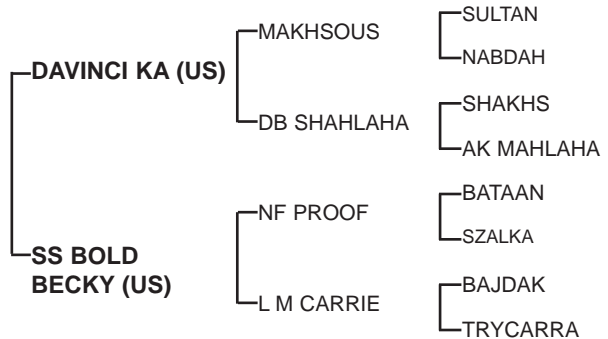 SULTAN
MAKHSOUS
NABDAH
DAVINCI KA (US)
SHAKHS
DB SHAHLAHA
AK MAHLAHA
BATAAN
NF PROOF
SZALKA
SS BOLD
BECKY (US)
BAJDAK
L M CARRIE
TRYCARRA